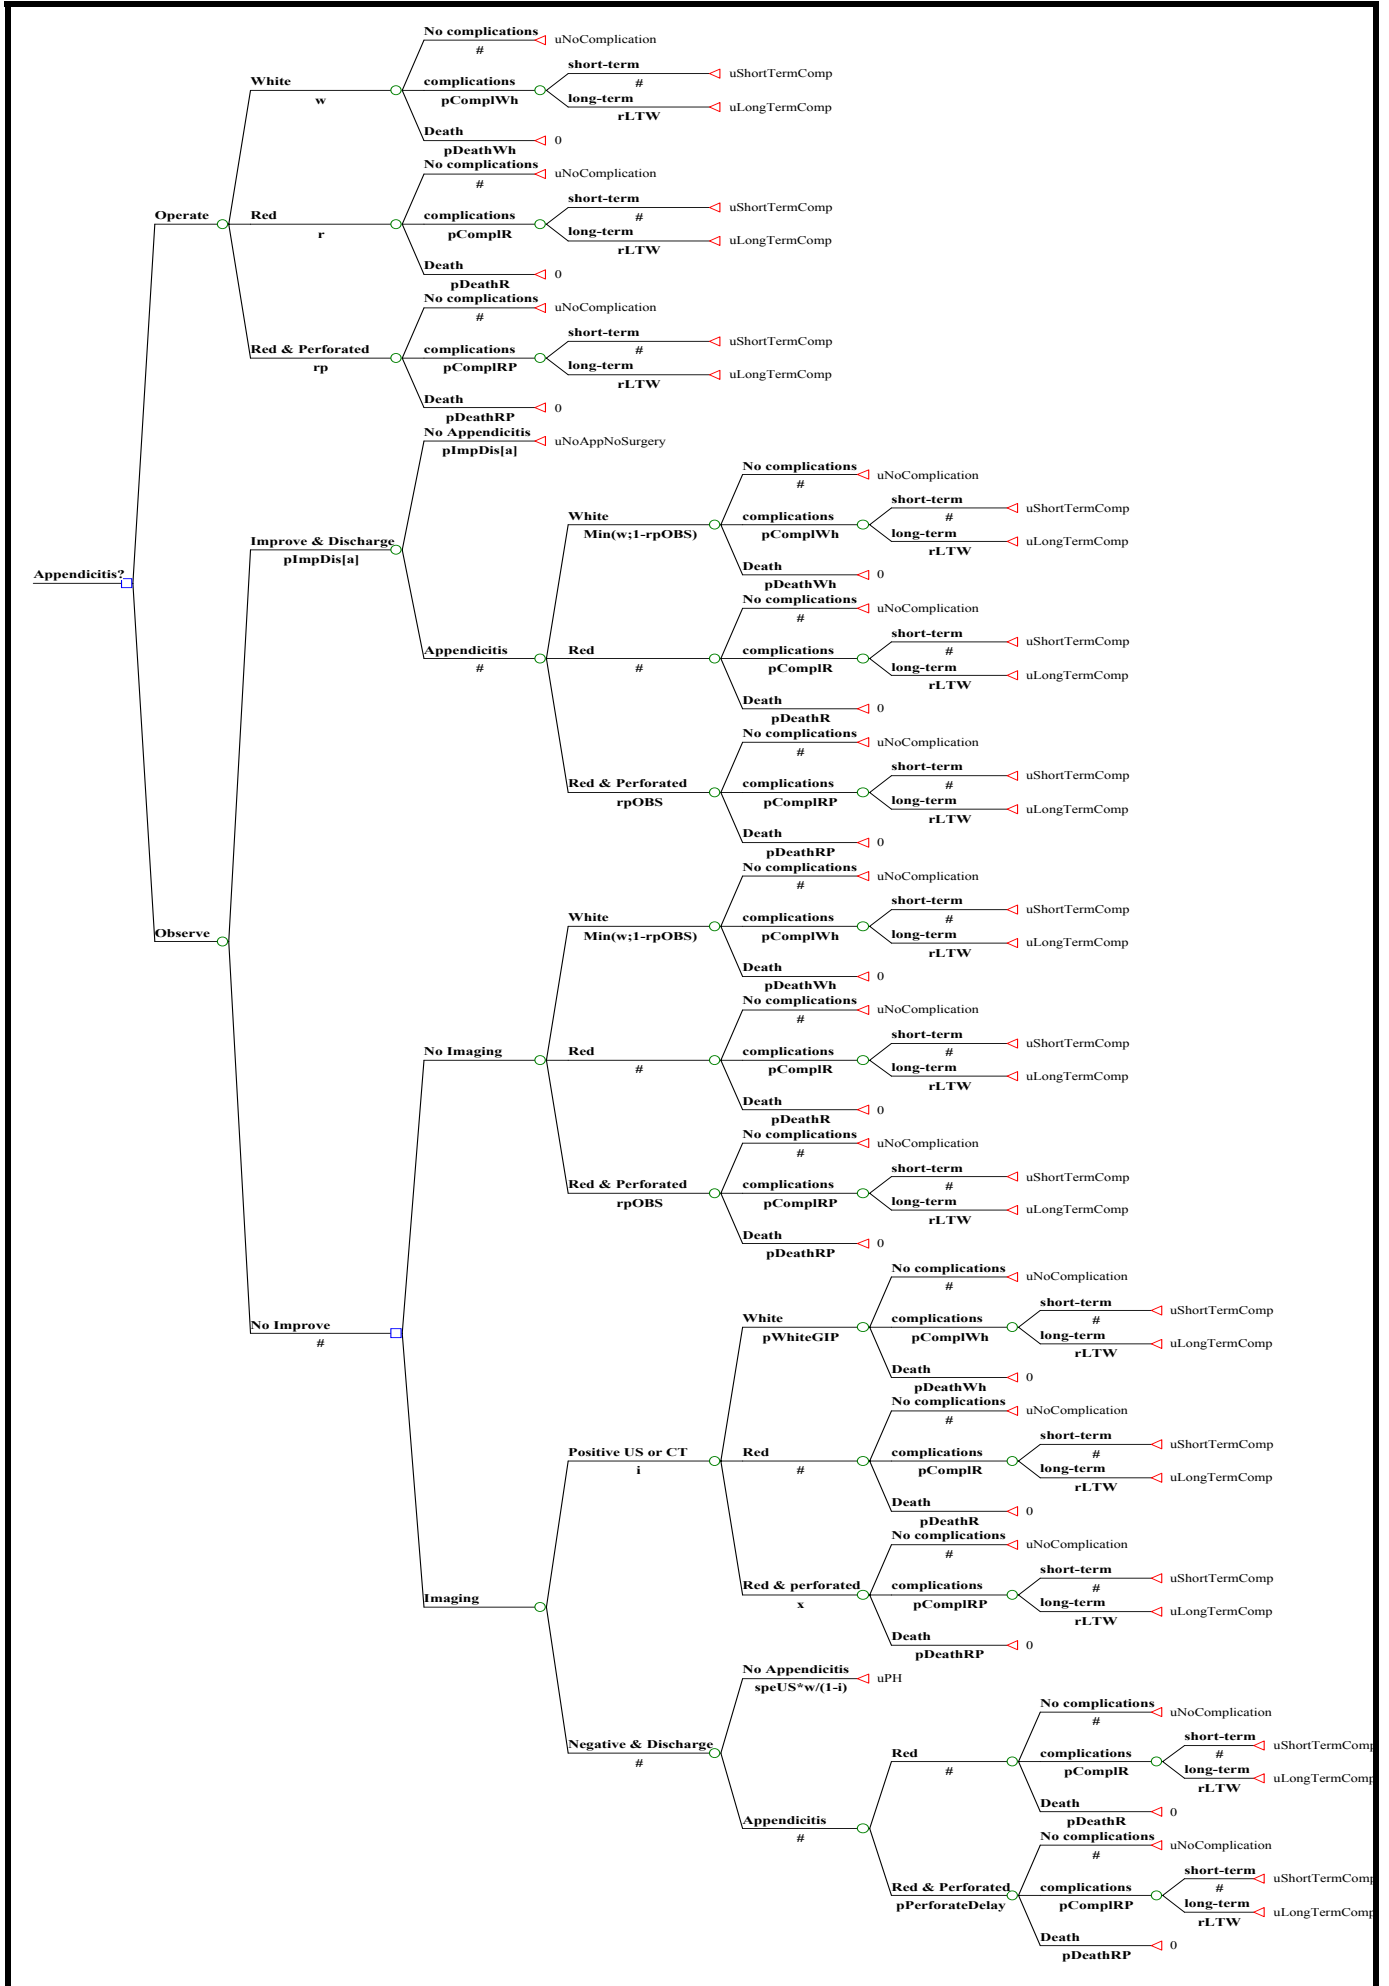 No complications
#
uNoComplication
White
w
complications
pComplWh
short-term
#
uShortTermComp
long-term
rLTW
uLongTermComp
Death
pDeathWh
0
Operate
Red
r
No complications
#
uNoComplication
complications
pComplR
short-term
#
uShortTermComp
long-term
rLTW
uLongTermComp
Death
pDeathR
0
Red & Perforated
rp
No complications
#
uNoComplication
complications
pComplRP
short-term
#
uShortTermComp
long-term
rLTW
uLongTermComp
Death
pDeathRP
0
Appendicitis?
Improve & Discharge
pImpDis[a]
No Appendicitis
pImpDis[a]
uNoAppNoSurgery
Appendicitis
#
White
Min(w;1-rpOBS)
No complications
#
uNoComplication
complications
pComplWh
short-term
#
uShortTermComp
long-term
rLTW
uLongTermComp
Death
pDeathWh
0
Red
#
No complications
#
uNoComplication
complications
pComplR
short-term
#
uShortTermComp
long-term
rLTW
uLongTermComp
Death
pDeathR
0
Red & Perforated
rpOBS
No complications
#
uNoComplication
complications
pComplRP
short-term
#
uShortTermComp
long-term
rLTW
uLongTermComp
Death
pDeathRP
0
Observe
No Improve
#
No Imaging
White
Min(w;1-rpOBS)
No complications
#
uNoComplication
complications
pComplWh
short-term
#
uShortTermComp
long-term
rLTW
uLongTermComp
Death
pDeathWh
0
Red
#
No complications
#
uNoComplication
complications
pComplR
short-term
#
uShortTermComp
long-term
rLTW
uLongTermComp
Death
pDeathR
0
Red & Perforated
rpOBS
No complications
#
uNoComplication
complications
pComplRP
short-term
#
uShortTermComp
long-term
rLTW
uLongTermComp
Death
pDeathRP
0
Imaging
Positive US or CT
i
White
pWhiteGIP
No complications
#
uNoComplication
complications
pComplWh
short-term
#
uShortTermComp
long-term
rLTW
uLongTermComp
Death
pDeathWh
0
Red
#
No complications
#
uNoComplication
complications
pComplR
short-term
#
uShortTermComp
long-term
rLTW
uLongTermComp
Death
pDeathR
0
Red & perforated
x
No complications
#
uNoComplication
complications
pComplRP
short-term
#
uShortTermComp
long-term
rLTW
uLongTermComp
Death
pDeathRP
0
Negative & Discharge
#
No Appendicitis
speUS*w/(1-i)
uPH
Appendicitis
#
Red
#
No complications
#
uNoComplication
complications
pComplR
short-term
#
uShortTermComp
long-term
rLTW
uLongTermComp
Death
pDeathR
0
Red & Perforated
pPerforateDelay
No complications
#
uNoComplication
complications
pComplRP
short-term
#
uShortTermComp
long-term
rLTW
uLongTermComp
Death
pDeathRP
0